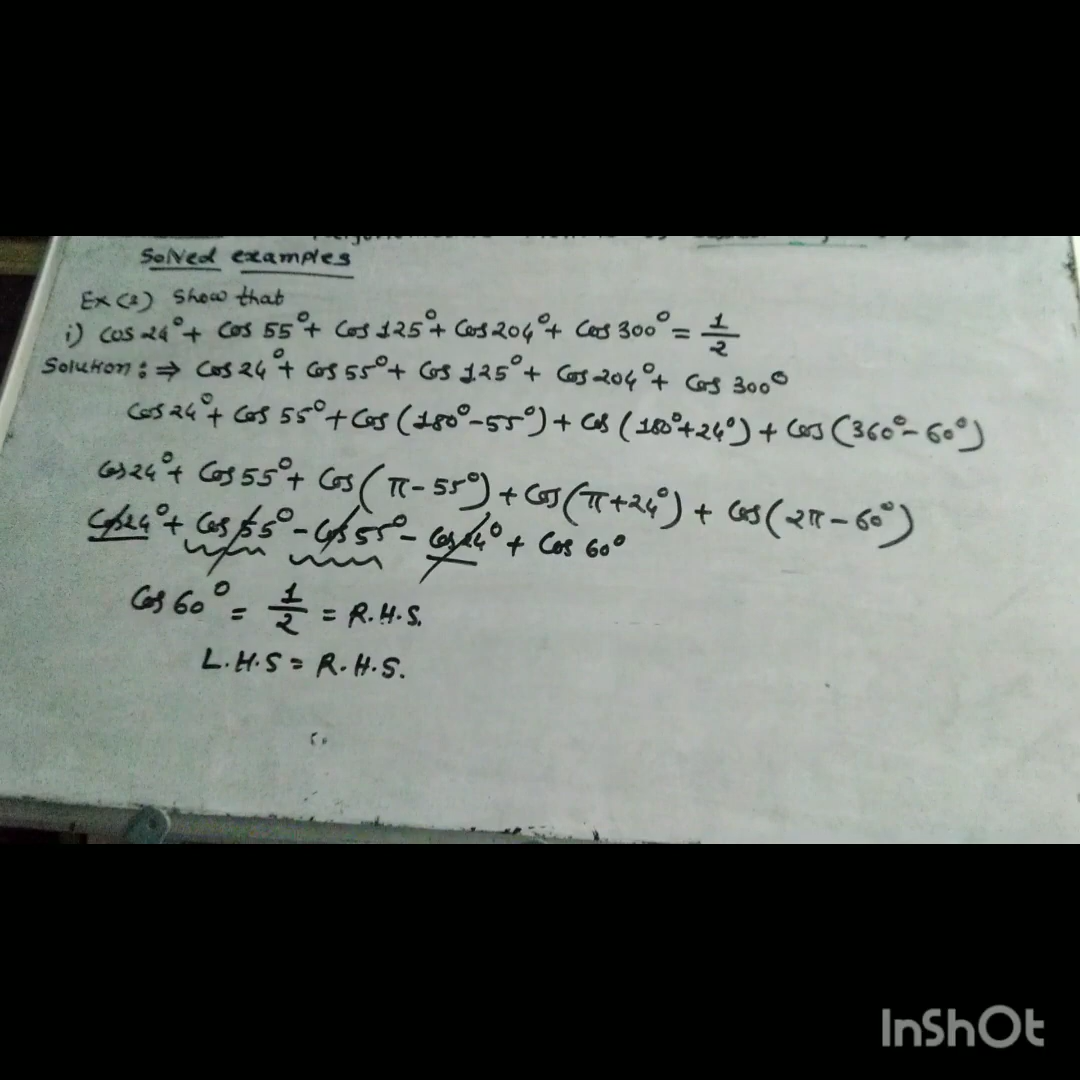 Solved examples
Ex (2) Show that
i) cos 24° + cos 55° + cos 125° + cos 204° + cos 300° = 1/2
Solution: ⇒ cos 24° + cos 55° + cos 125° + cos 204° + cos 300°
cos 24° + cos 55° + cos (180° - 55°) + cos (180° + 24°) + cos (360° - 60°)
cos 24° + cos 55° + cos (π - 55°) + cos (π + 24°) + cos (2π - 60°)
cos 24° + cos 55° - cos 55° - cos 24° + cos 60°
cos 60° = 1/2 = R.H.S.
L.H.S = R.H.S.
InShOt